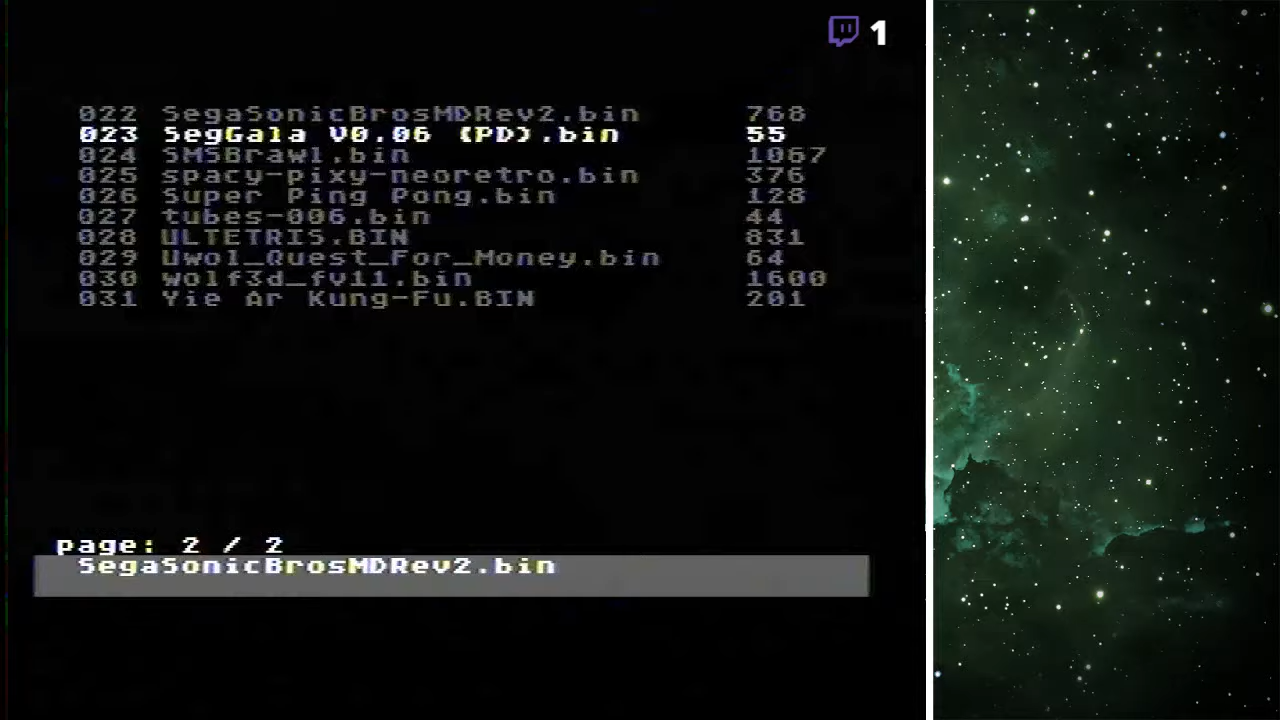 1
022 SegaSonicBrosMDRev2.bin 768
023 SegGala V0.06 (PD).bin 55
024 SMSBrawl.bin 1067
025 spacy-pixy-neoretro.bin 376
026 Super Ping Pong.bin 128
027 tubes-006.bin 44
028 ULTETRIS.BIN 831
029 Uwol_Quest_For_Money.bin 64
030 wolf3d_fv11.bin 1600
031 Yie Ar Kung-Fu.BIN 201
page: 2 / 2
SegaSonicBrosMDRev2.bin